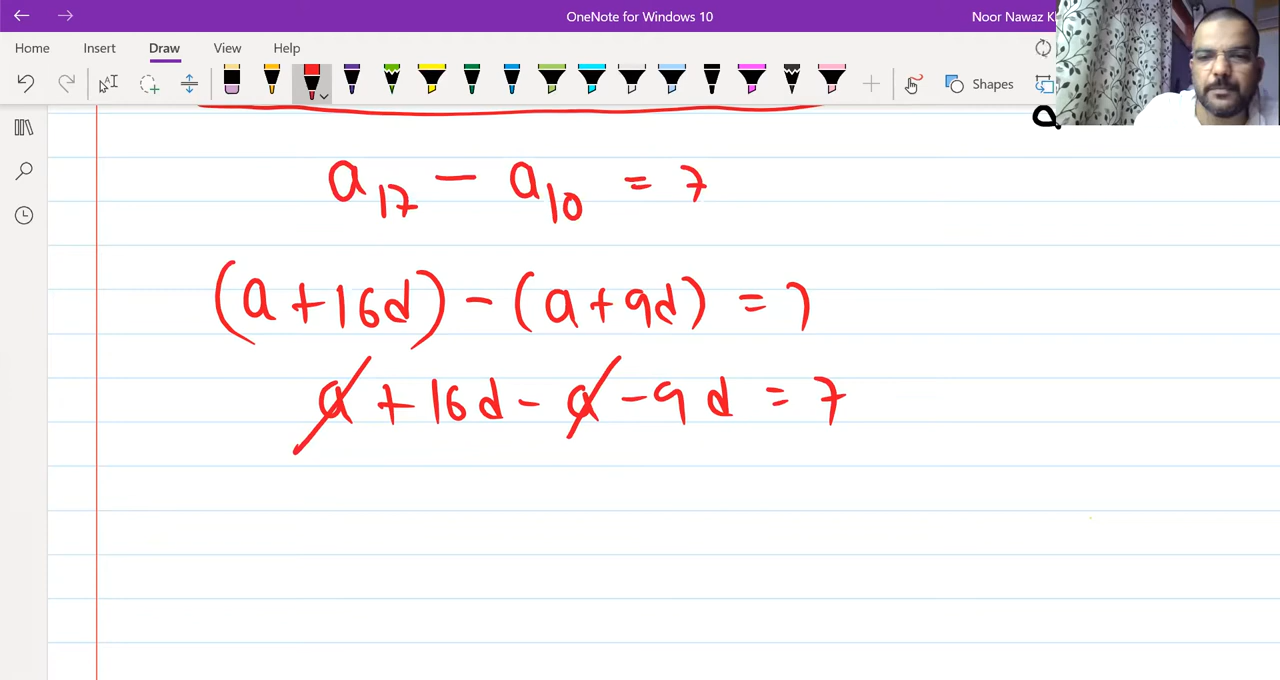 OneNote for Windows 10
Noor Nawaz K
Home Insert Draw View Help
Shapes
a₁₇ − a₁₀ = 7
(a + 16d) − (a + 9d) = 7
a + 16d − a − 9d = 7